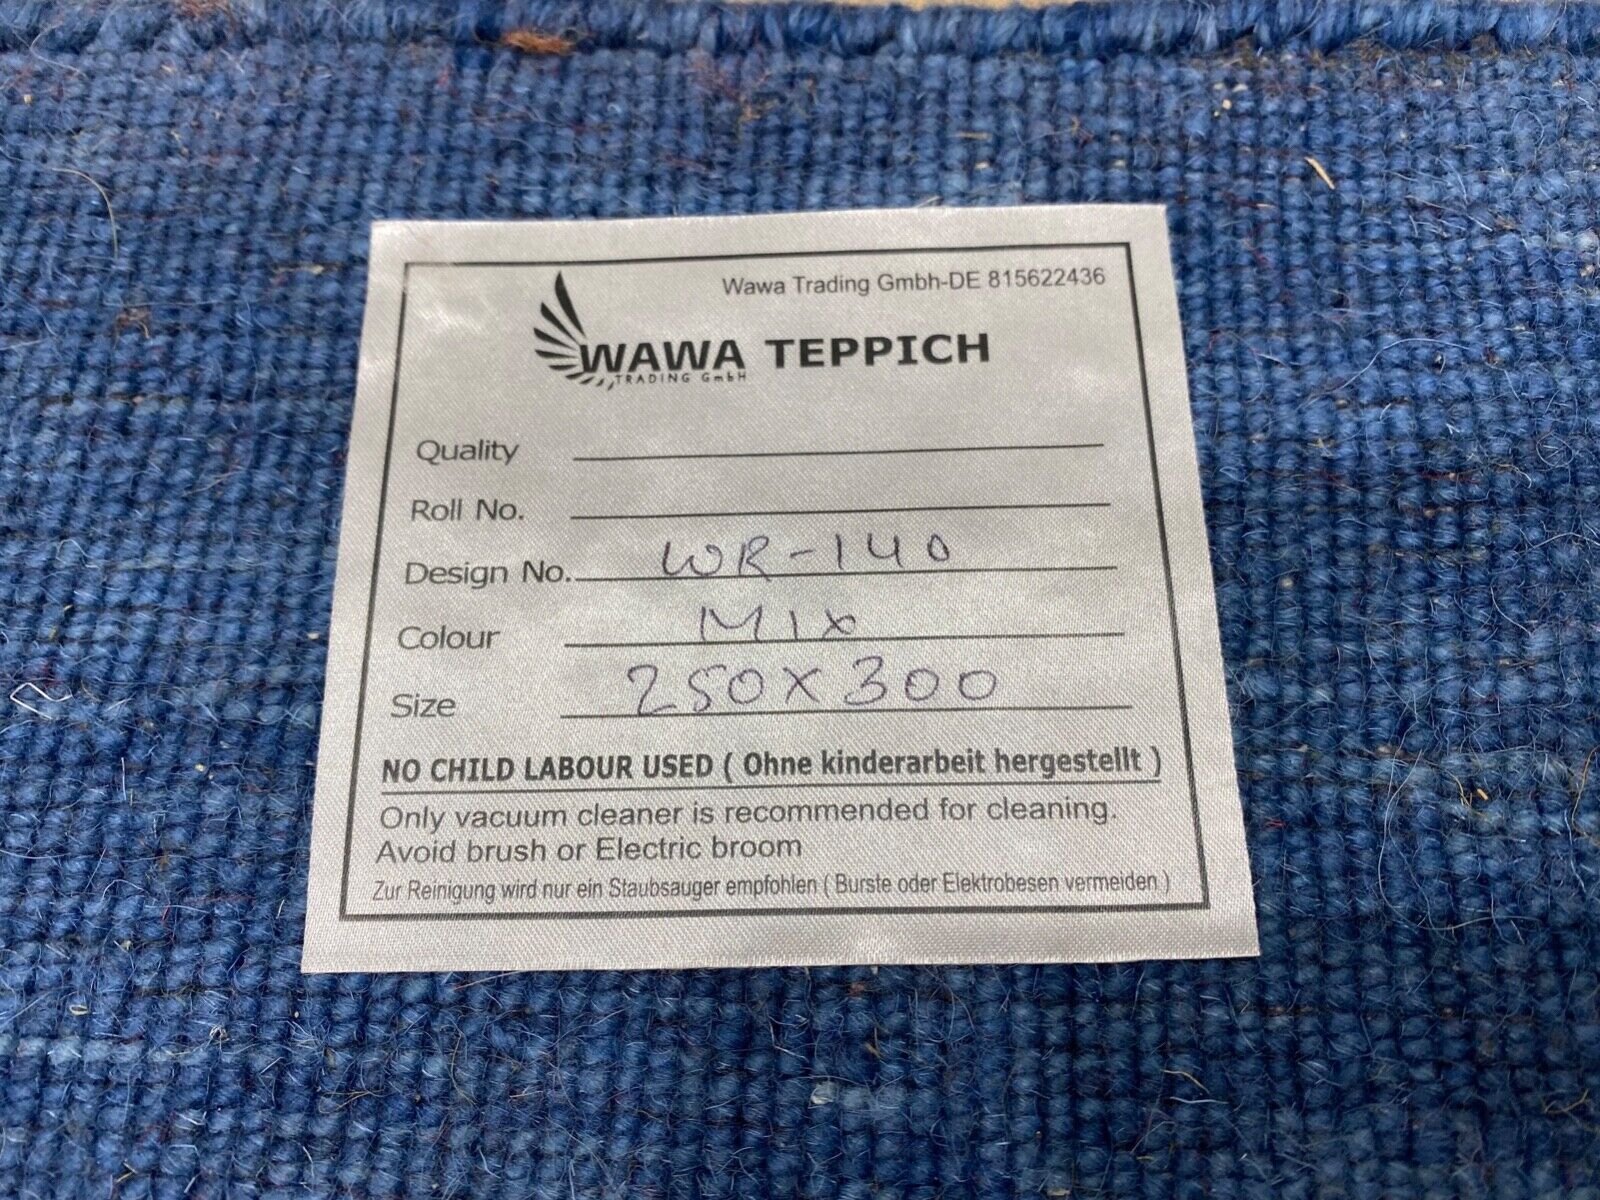 Wawa Trading Gmbh-DE 815622436
WAWA TEPPICH
TRADING GmbH
Quality
Roll No.
Design No. WR-140
Colour Mix
Size 250x300
NO CHILD LABOUR USED ( Ohne kinderarbeit hergestellt )
Only vacuum cleaner is recommended for cleaning.
Avoid brush or Electric broom
Zur Reinigung wird nur ein Staubsauger empfohlen ( Burste oder Elektrobesen vermeiden )